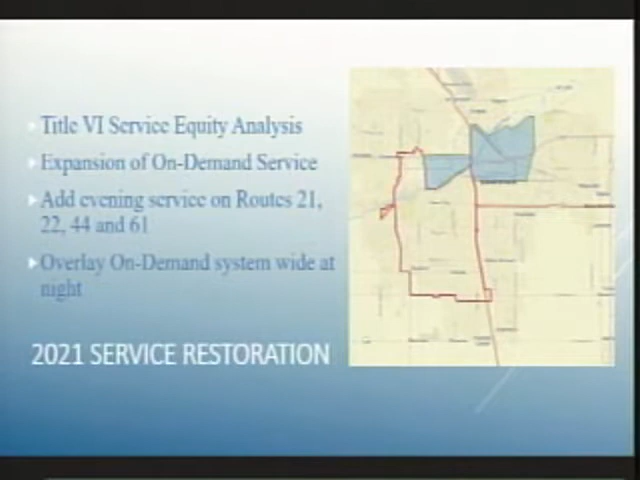 Title VI Service Equity Analysis
Expansion of On-Demand Service
Add evening service on Routes 21,
22, 44 and 61
Overlay On-Demand system wide at
night
2021 SERVICE RESTORATION